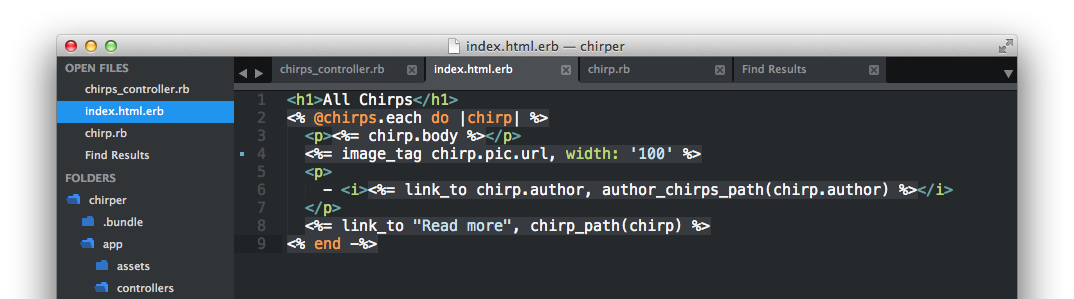 index.html.erb — chirper
OPEN FILES
chirps_controller.rb
index.html.erb
chirp.rb
Find Results
FOLDERS
chirper
.bundle
app
assets
controllers
chirps_controller.rb index.html.erb chirp.rb Find Results
1 <h1>All Chirps</h1>
2 <% @chirps.each do |chirp| %>
3   <p><%= chirp.body %></p>
4   <%= image_tag chirp.pic.url, width: '100' %>
5   <p>
6     - <i><%= link_to chirp.author, author_chirps_path(chirp.author) %></i>
7   </p>
8   <%= link_to "Read more", chirp_path(chirp) %>
9 <% end -%>